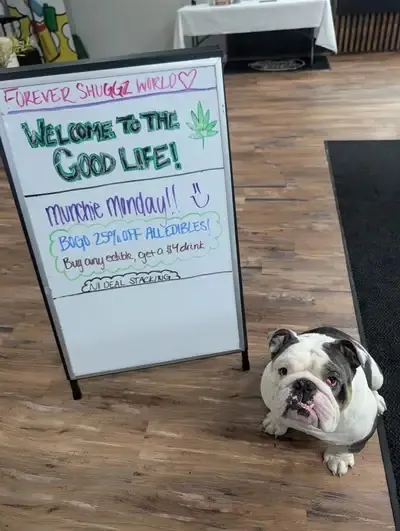 FOREVER SHUGGZ WORLD♡
WELCOME TO THE
GOOD LIFE!
munchie monday!! :)
BOGO 25% OFF ALL EDIBLES!
Buy any edible, get a $4 drink
NO DEAL STACKING